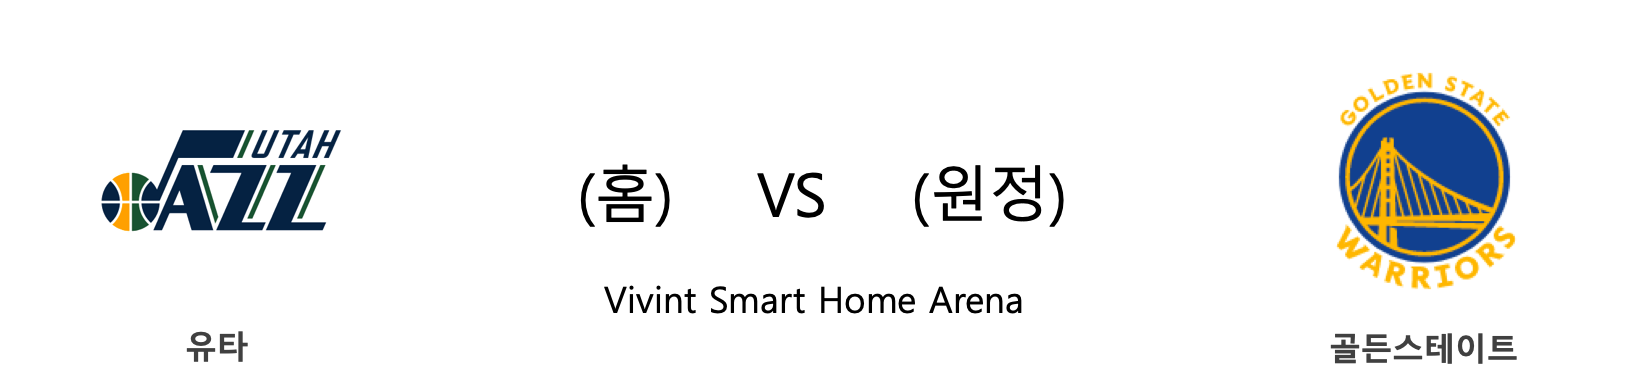 UTAH
JAZZ
GOLDEN STATE
WARRIORS
(홈) VS (원정)
Vivint Smart Home Arena
유타
골든스테이트